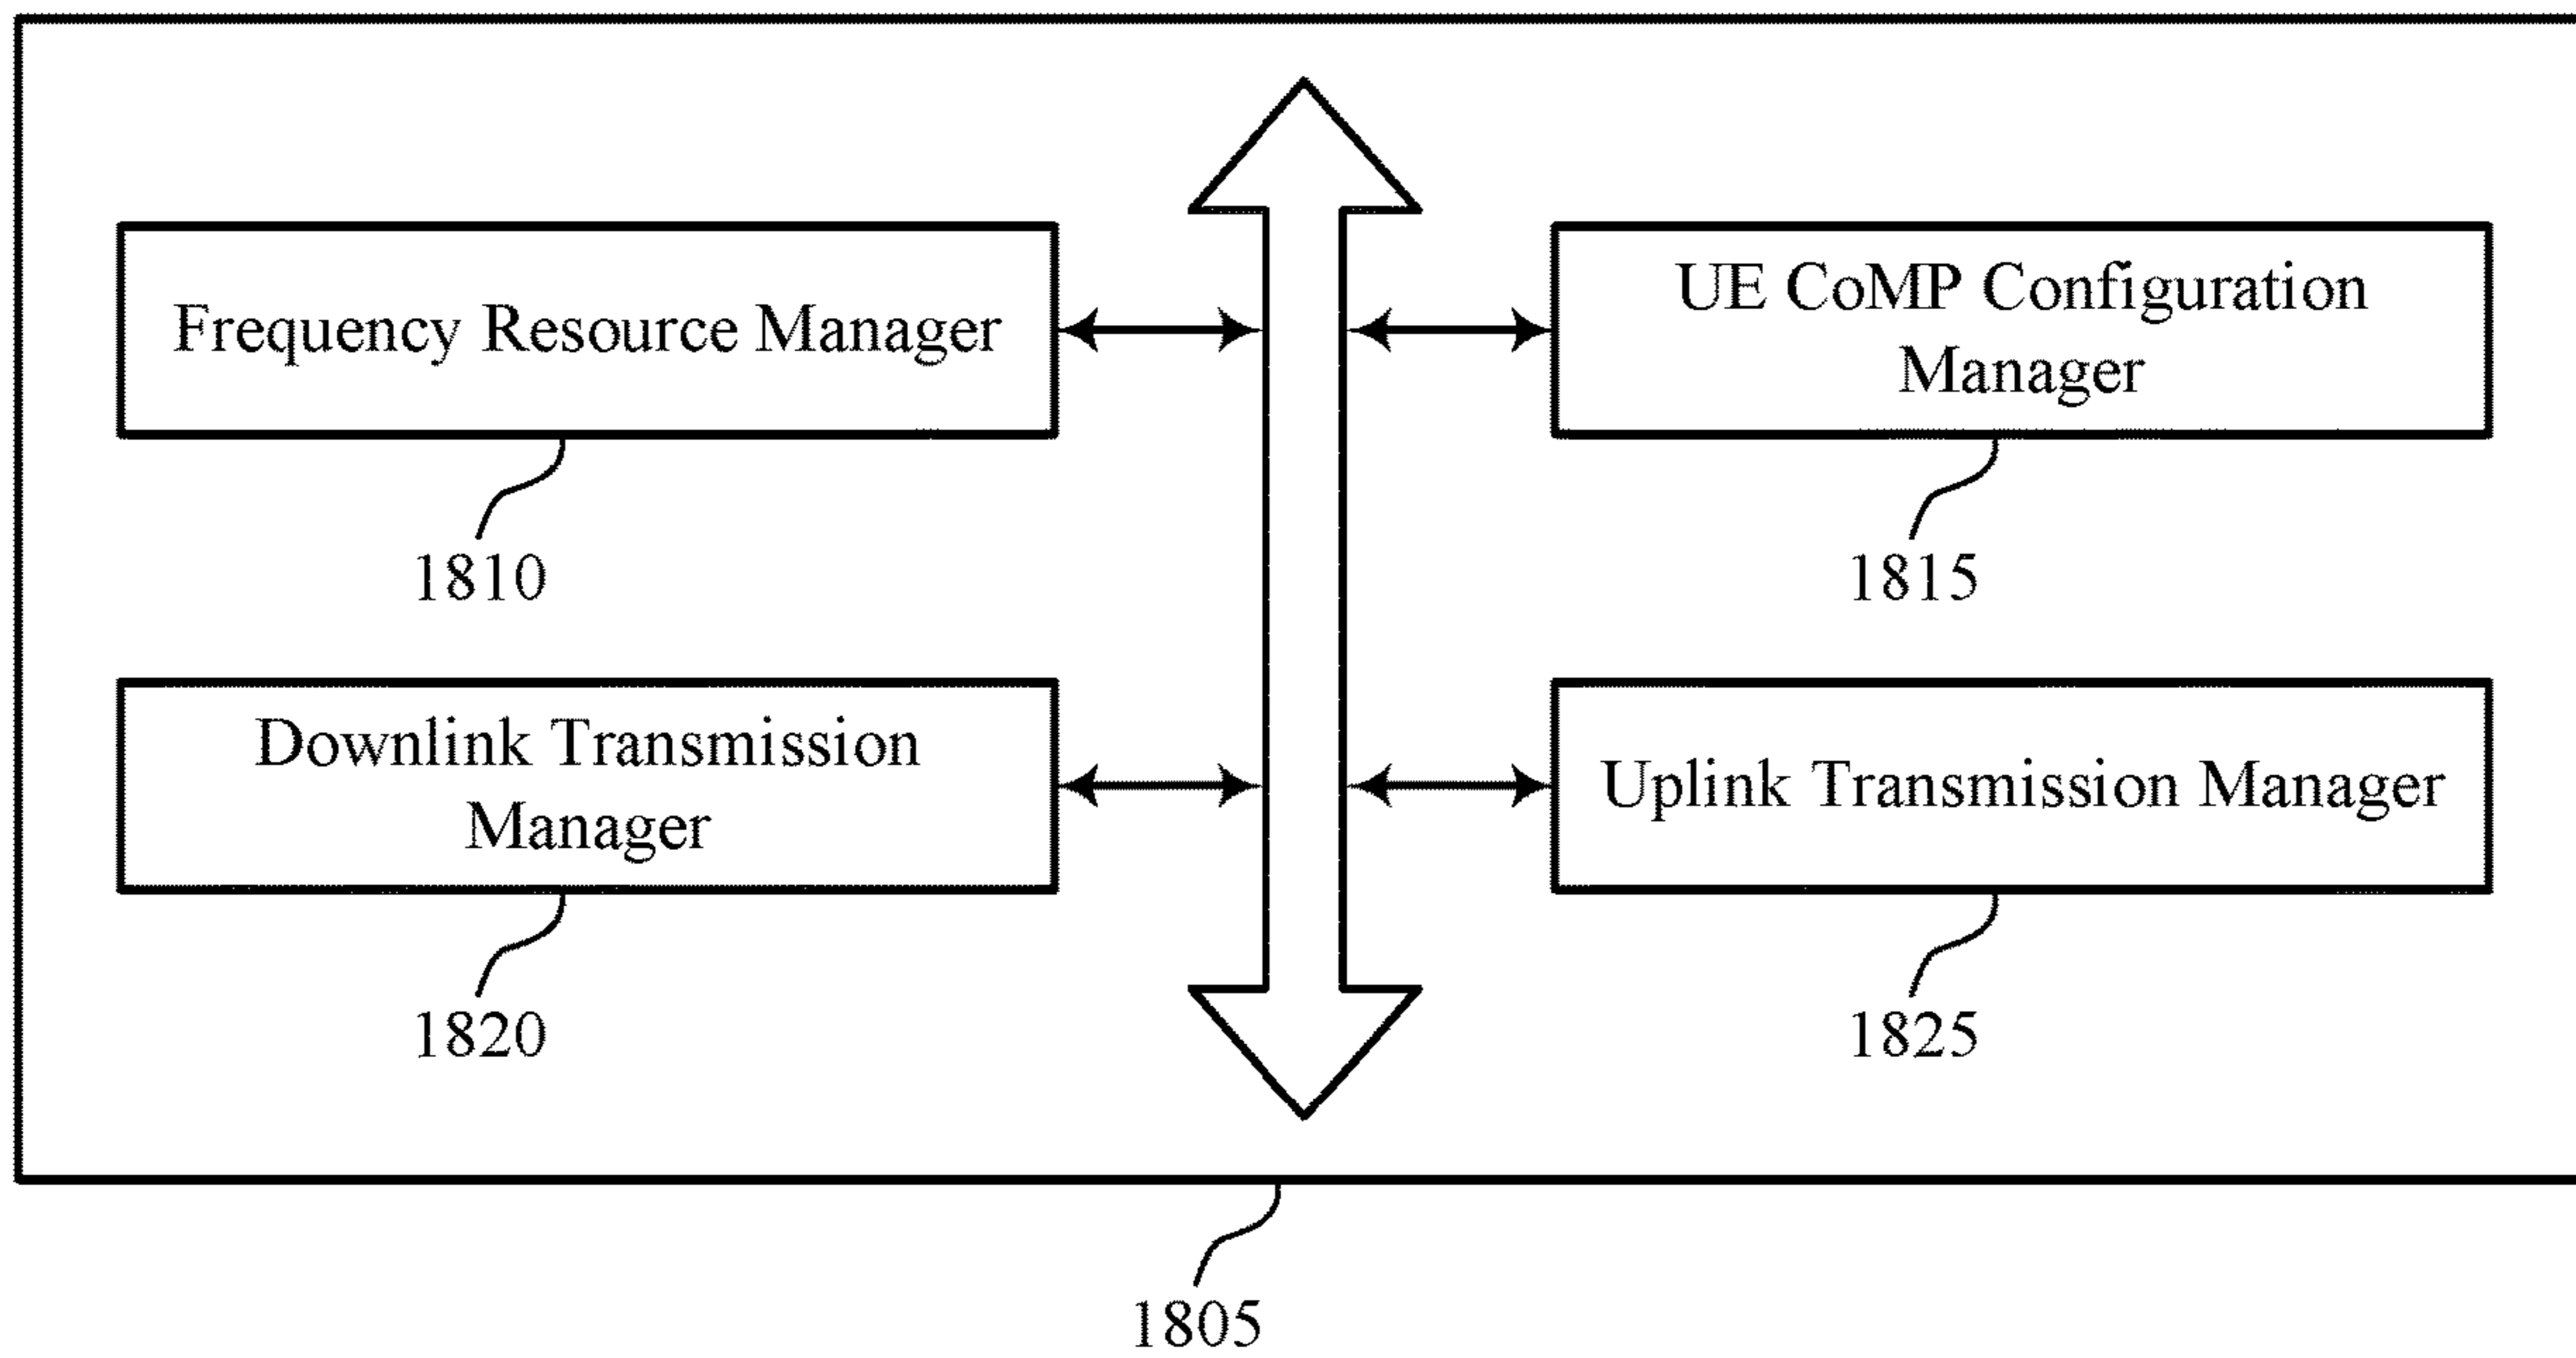 Frequency Resource Manager
UE CoMP Configuration
Manager
1810
1815
Downlink Transmission
Manager
Uplink Transmission Manager
1820
1825
1805